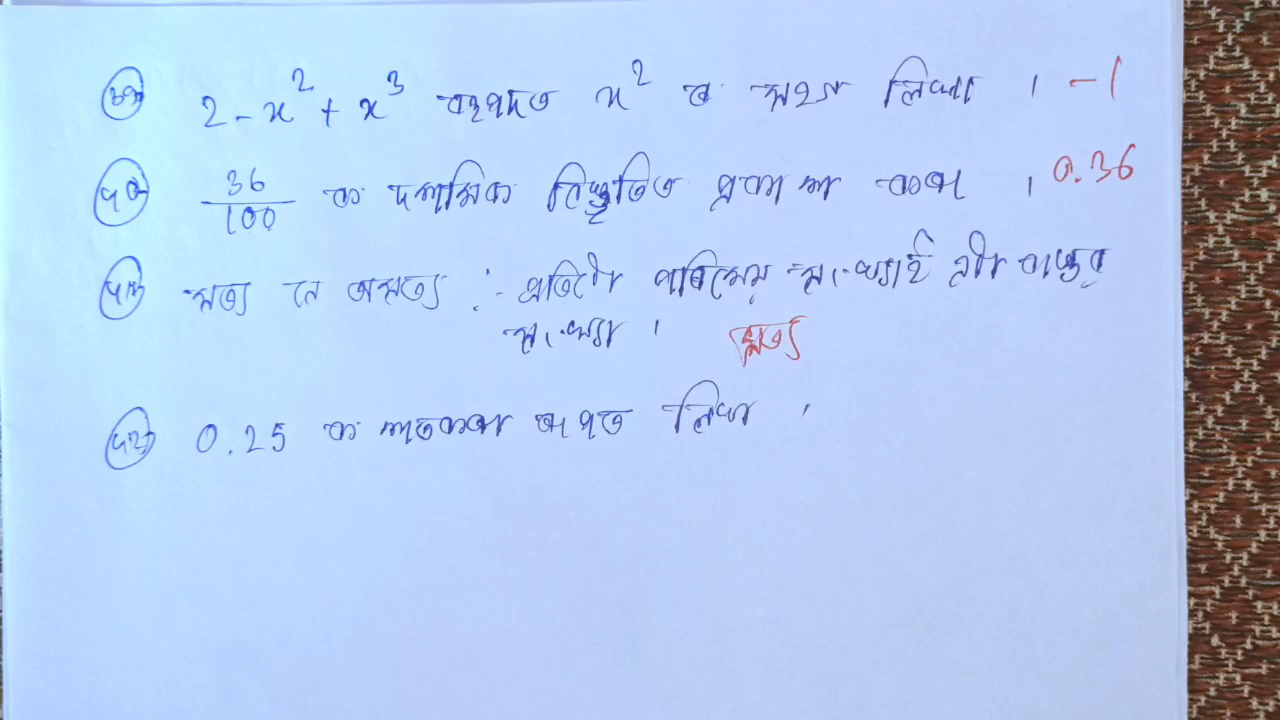 2 - x² + x³ বহুপদত x² ৰ সহগ লিখা । -1
36/100 ক দশমিক বিস্তৃতিত প্ৰকাশ কৰা । 0.36
সত্য নে অসত্য :- প্ৰতিটো পৰিমেয় সংখ্যাই এটা বাস্তৱ
সংখ্যা । সত্য
0.25 ক শতকৰা ৰূপত লিখা ।